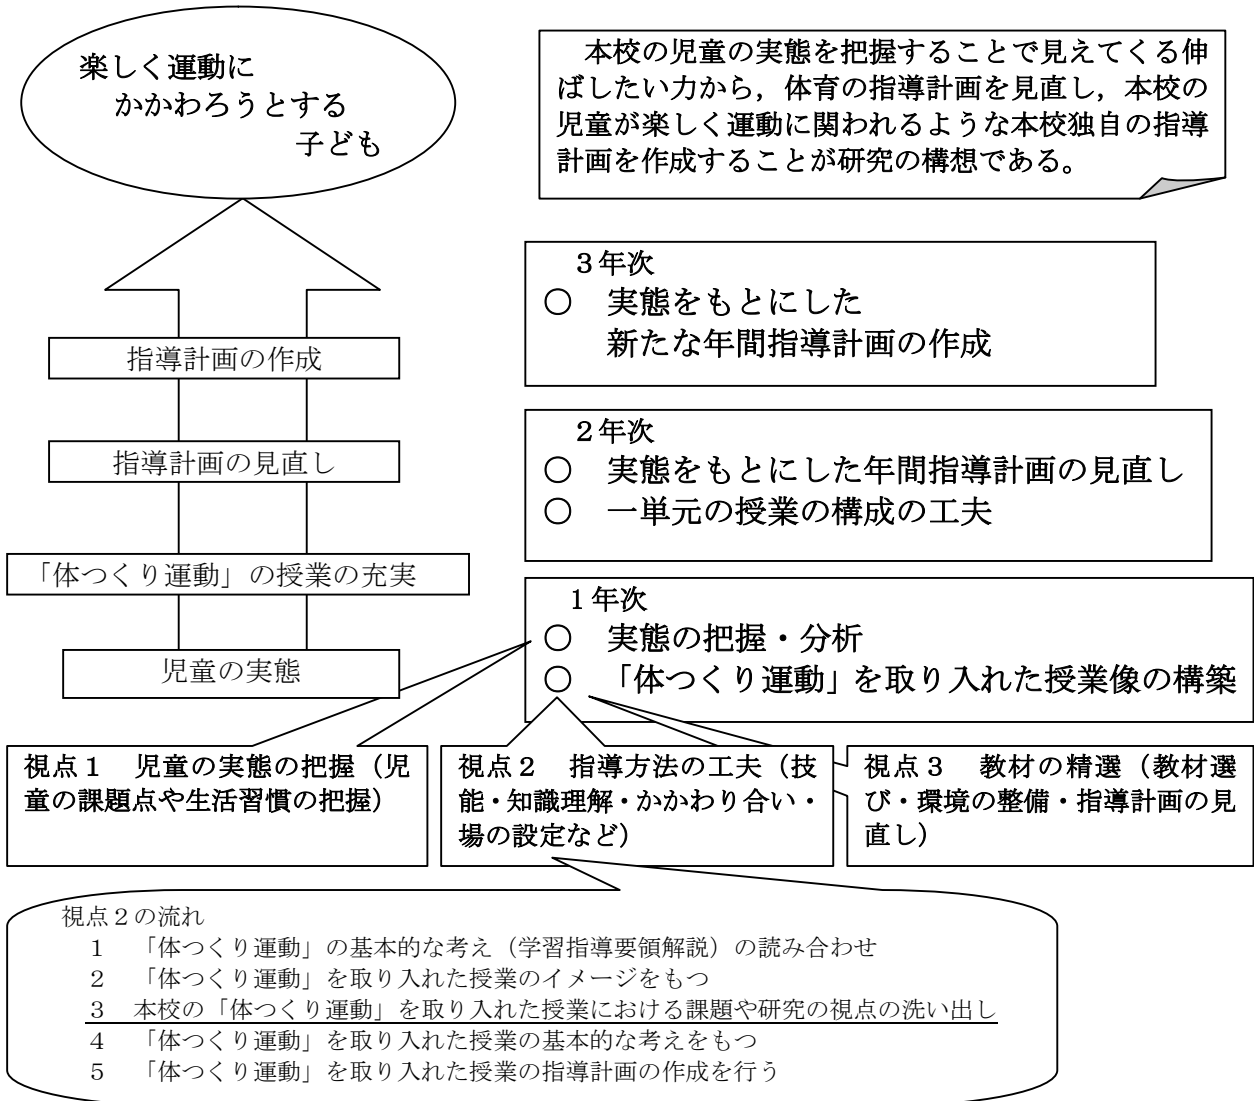 楽しく運動に
かかわろうとする
子ども
本校の児童の実態を把握することで見えてくる伸
ばしたい力から，体育の指導計画を見直し，本校の
児童が楽しく運動に関われるような本校独自の指導
計画を作成することが研究の構想である。
3年次
○ 実態をもとにした
新たな年間指導計画の作成
指導計画の作成
2年次
○ 実態をもとにした年間指導計画の見直し
○ 一単元の授業の構成の工夫
指導計画の見直し
「体つくり運動」の授業の充実
1年次
○ 実態の把握・分析
○ 「体つくり運動」を取り入れた授業像の構築
児童の実態
視点１ 児童の実態の把握（児
童の課題点や生活習慣の把握）
視点２ 指導方法の工夫（技
能・知識理解・かかわり合い・
場の設定など）
視点３ 教材の精選（教材選
び・環境の整備・指導計画の見
直し）
視点２の流れ
1 「体つくり運動」の基本的な考え（学習指導要領解説）の読み合わせ
2 「体つくり運動」を取り入れた授業のイメージをもつ
3 本校の「体つくり運動」を取り入れた授業における課題や研究の視点の洗い出し
4 「体つくり運動」を取り入れた授業の基本的な考えをもつ
5 「体つくり運動」を取り入れた授業の指導計画の作成を行う